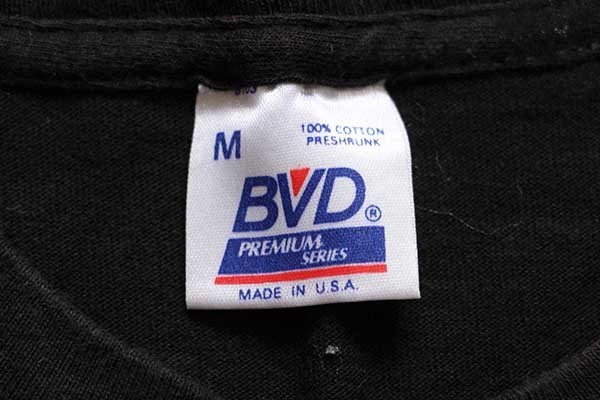 M
100% COTTON
PRESHRUNK
BVD®
PREMIUM
SERIES
MADE IN U.S.A.